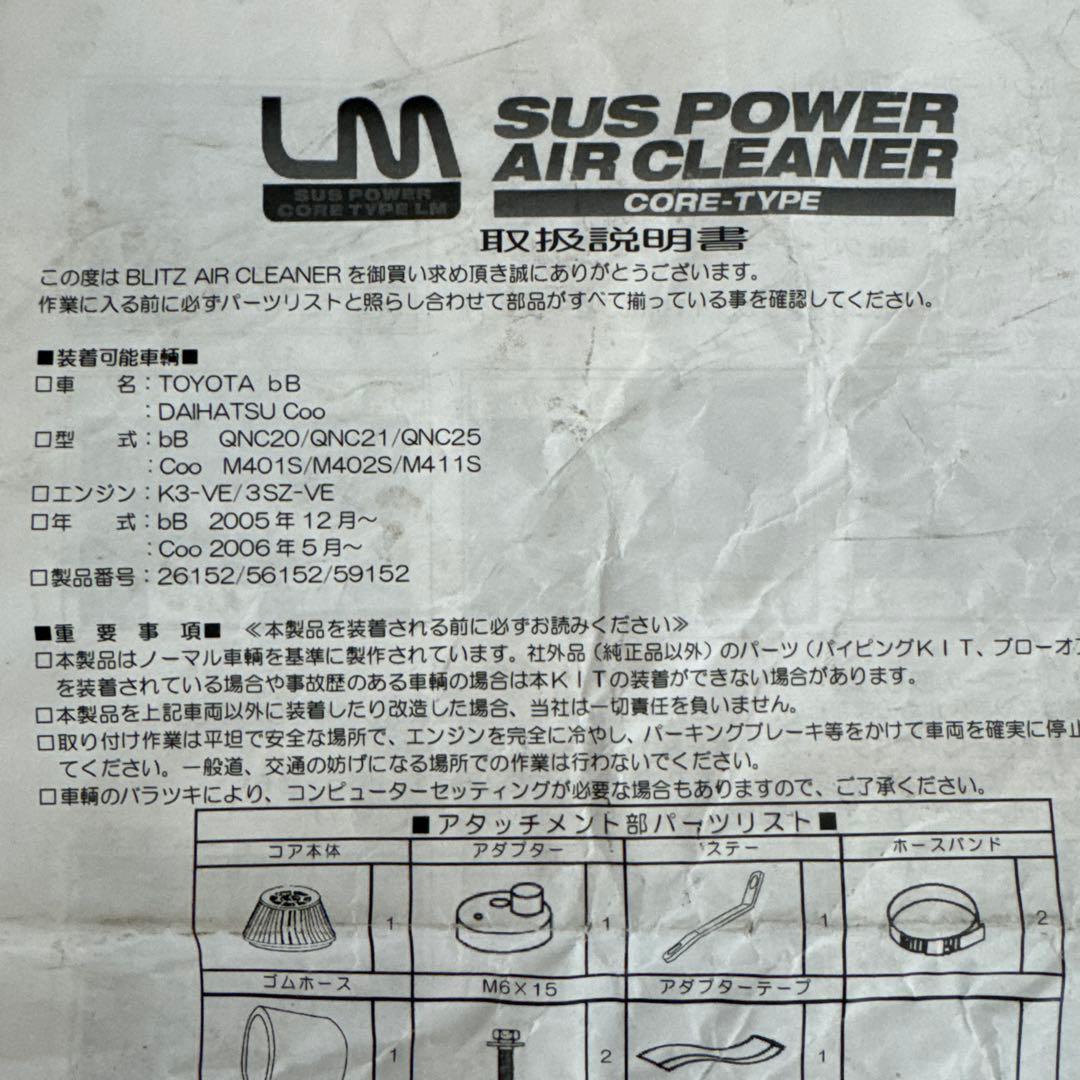 LM
SUS POWER
CORE TYPE LM
SUS POWER
AIR CLEANER
CORE-TYPE
取扱説明書
この度は BLITZ AIR CLEANER を御買い求め頂き誠にありがとうございます。
作業に入る前に必ずパーツリストと照らし合わせて部品がすべて揃っている事を確認してください。
■装着可能車輌■
□車　　名：TOYOTA bB
：DAIHATSU Coo
□型　　式：bB　QNC20/QNC21/QNC25
：Coo　M401S/M402S/M411S
□エンジン：K3-VE/3SZ-VE
□年　　式：bB　2005年12月～
：Coo 2006年5月～
□製品番号：26152/56152/59152
■重　要　事　項■　≪本製品を装着される前に必ずお読みください≫
□本製品はノーマル車輌を基準に製作されています。社外品（純正品以外）のパーツ（パイピングＫＩＴ、ブローオフ
を装着されている場合や事故歴のある車輌の場合は本ＫＩＴの装着ができない場合があります。
□本製品を上記車両以外に装着したり改造した場合、当社は一切責任を負いません。
□取り付け作業は平坦で安全な場所で、エンジンを完全に冷やし、パーキングブレーキ等をかけて車両を確実に停止
てください。一般道、交通の妨げになる場所での作業は行わないでください。
□車輌のバラツキにより、コンピューターセッティングが必要な場合もありますので、ご了承ください。
■アタッチメント部パーツリスト■
コア本体　アダプター　ステー　ホースバンド
1　1　1　2
ゴムホース　M6×15　アダプターテープ
1　2　1